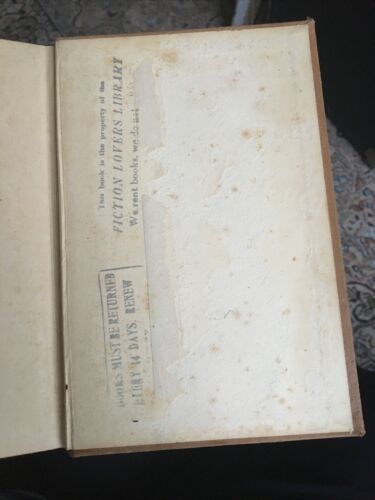 This book is the property of the
FICTION LOVERS LIBRARY
We rent books, we do not
BOOKS MUST BE RETURNED
EVERY 14 DAYS. RENEW